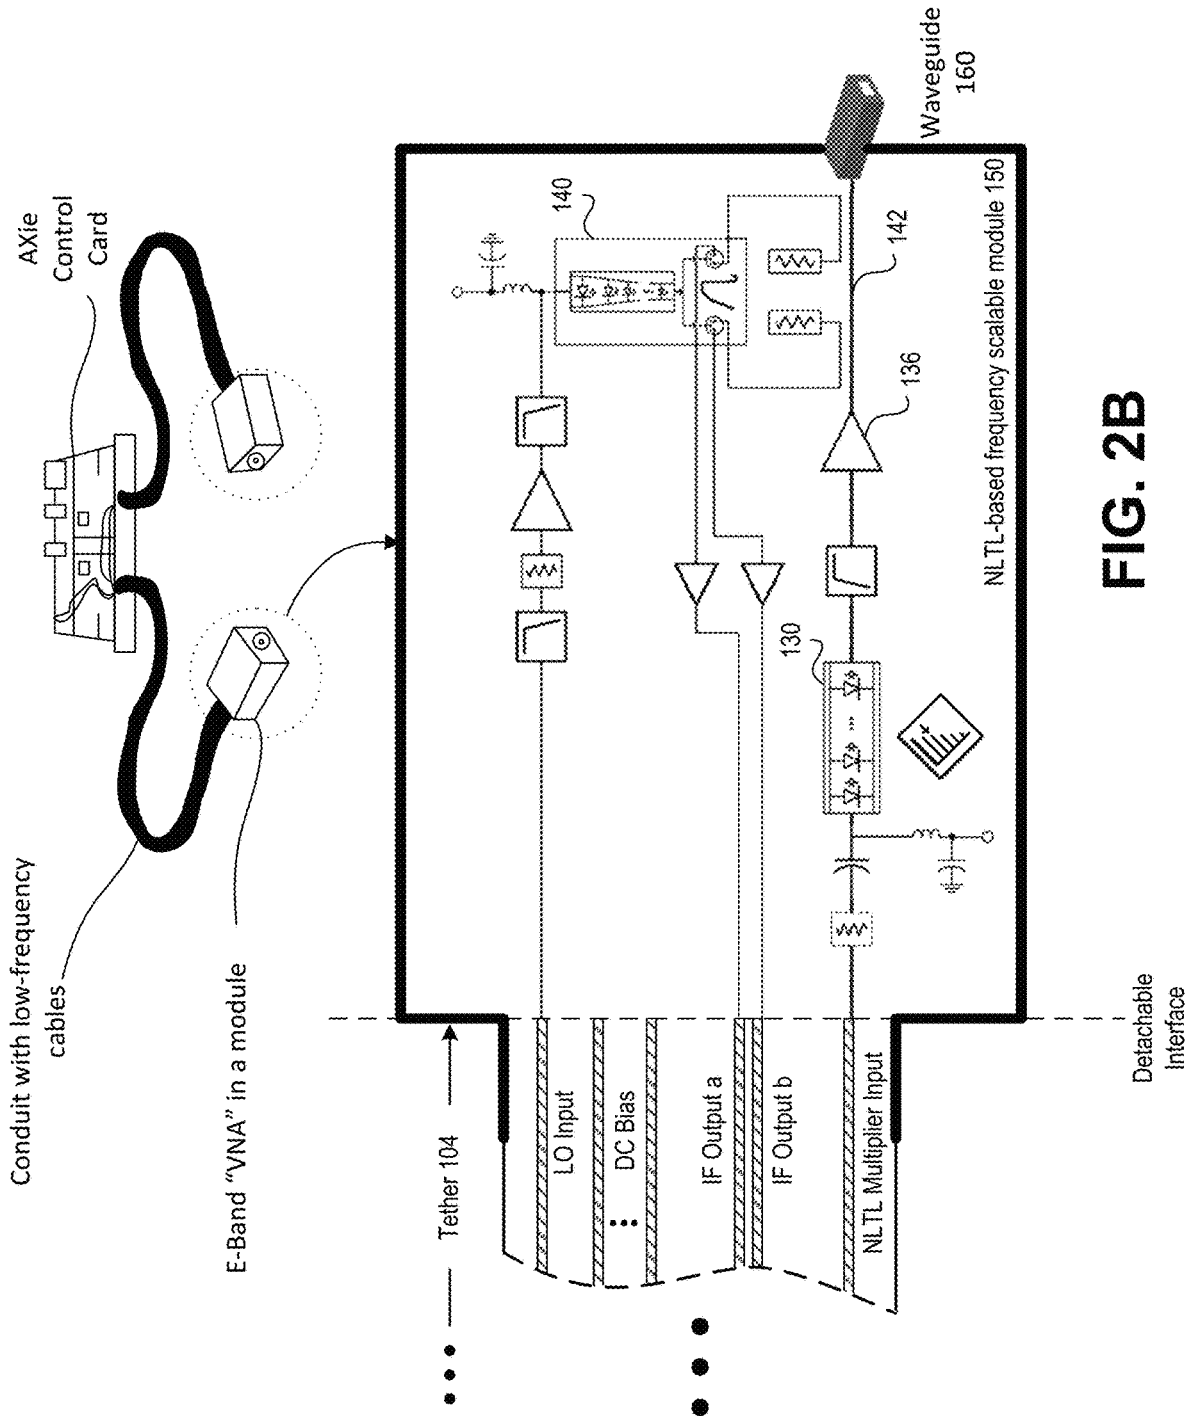 Conduit with low-frequency
cables
E-Band “VNA” in a module
AXie
Control
Card
Tether 104
LO Input
DC Bias
IF Output a
IF Output b
NLTL Multiplier Input
Detachable
Interface
130
136
140
142
Waveguide
160
NLTL-based frequency scalable module 150
FIG. 2B